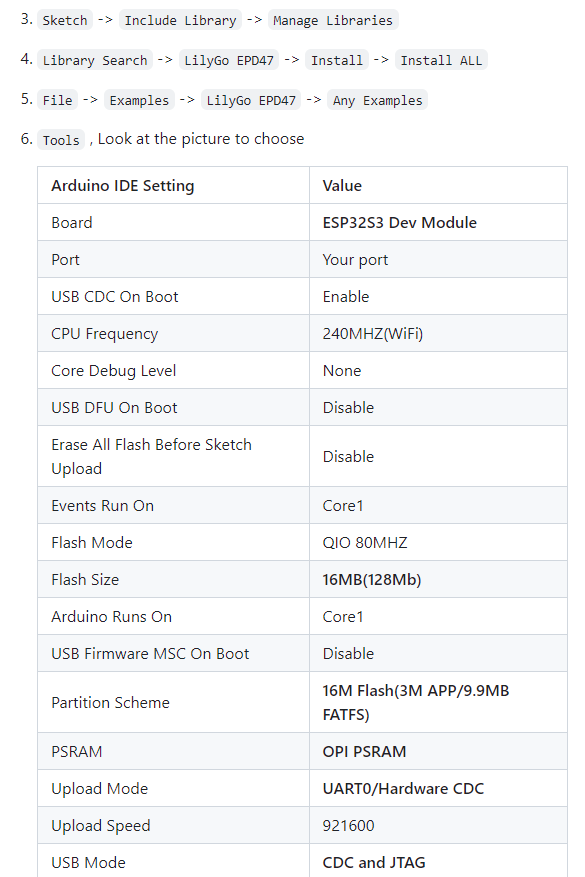 3. Sketch -> Include Library -> Manage Libraries
4. Library Search -> LilyGo EPD47 -> Install -> Install ALL
5. File -> Examples -> LilyGo EPD47 -> Any Examples
6. Tools , Look at the picture to choose
Arduino IDE Setting Value
Board ESP32S3 Dev Module
Port Your port
USB CDC On Boot Enable
CPU Frequency 240MHZ(WiFi)
Core Debug Level None
USB DFU On Boot Disable
Erase All Flash Before Sketch
Upload Disable
Events Run On Core1
Flash Mode QIO 80MHZ
Flash Size 16MB(128Mb)
Arduino Runs On Core1
USB Firmware MSC On Boot Disable
Partition Scheme 16M Flash(3M APP/9.9MB
FATFS)
PSRAM OPI PSRAM
Upload Mode UART0/Hardware CDC
Upload Speed 921600
USB Mode CDC and JTAG